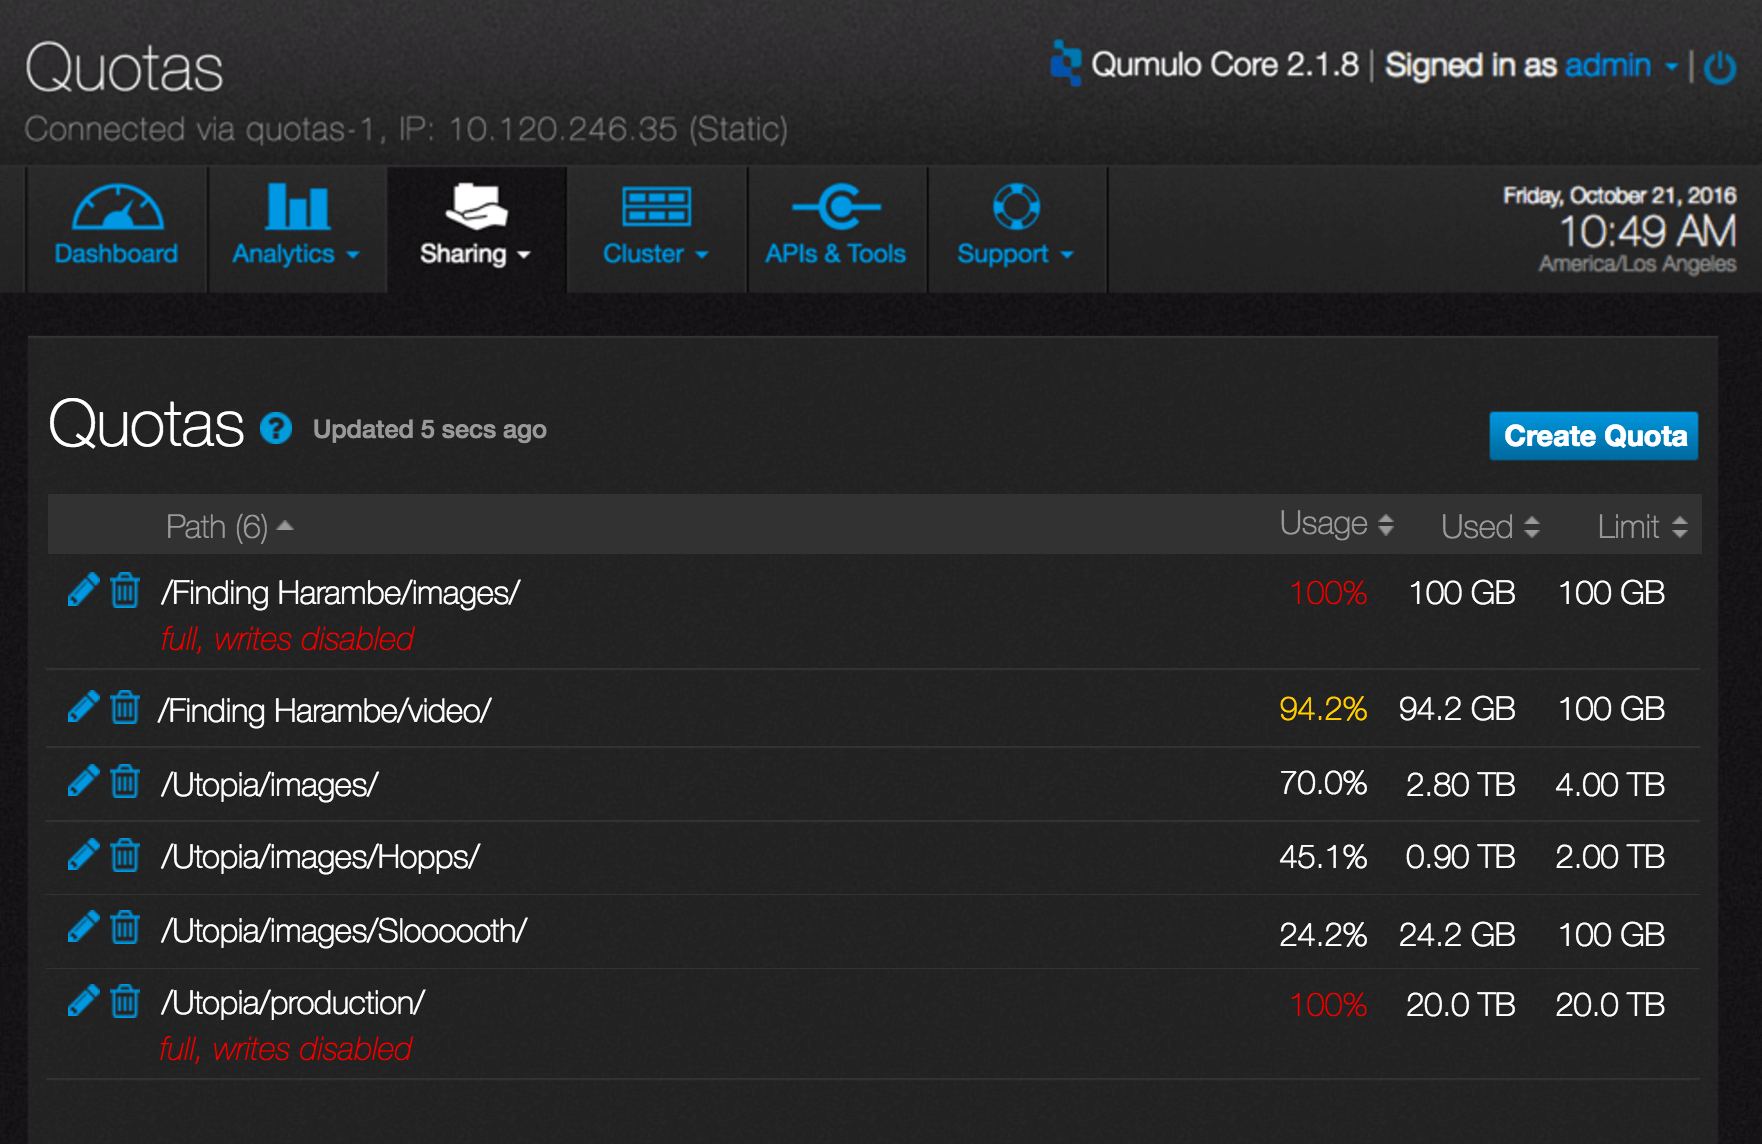 Quotas
Qumulo Core 2.1.8 | Signed in as admin |
Connected via quotas-1, IP: 10.120.246.35 (Static)
Dashboard Analytics Sharing Cluster APIs & Tools Support
Friday, October 21, 2016
10:49 AM
America/Los Angeles
Quotas ? Updated 5 secs ago
Create Quota
Path (6) Usage Used Limit
/Finding Harambe/images/ 100% 100 GB 100 GB
full, writes disabled
/Finding Harambe/video/ 94.2% 94.2 GB 100 GB
/Utopia/images/ 70.0% 2.80 TB 4.00 TB
/Utopia/images/Hopps/ 45.1% 0.90 TB 2.00 TB
/Utopia/images/Sloooooth/ 24.2% 24.2 GB 100 GB
/Utopia/production/ 100% 20.0 TB 20.0 TB
full, writes disabled